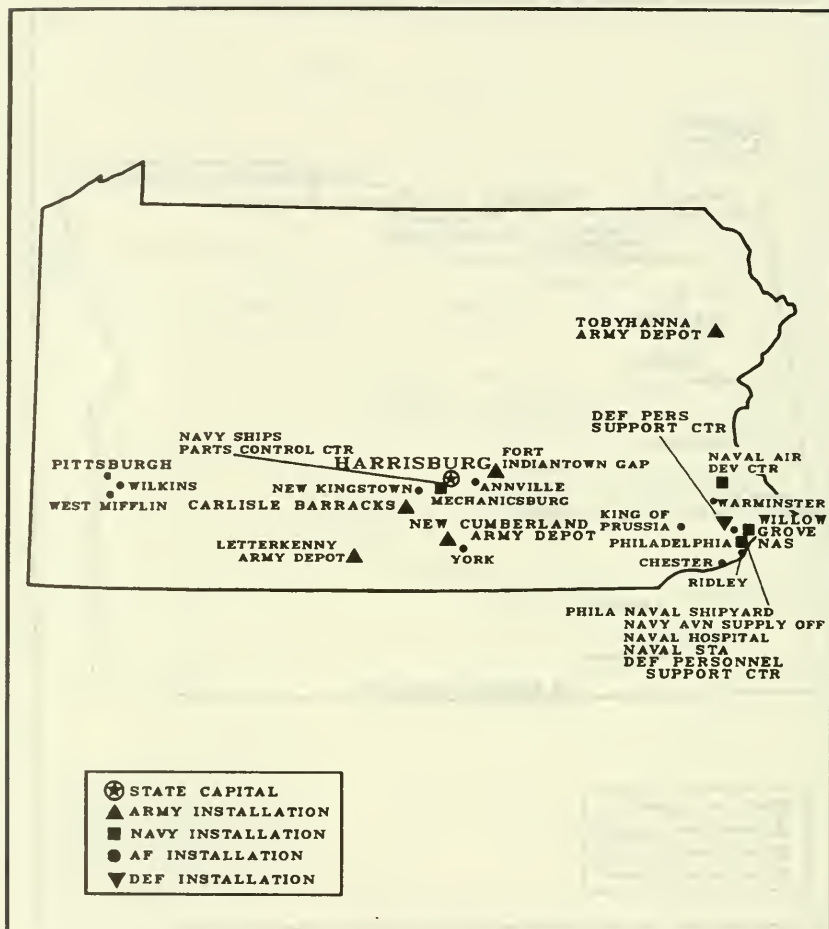 TOBYHANNA
ARMY DEPOT
DEF PERS
SUPPORT CTR
NAVY SHIPS
PARTS CONTROL CTR
FORT
INDIANTOWN GAP
HARRISBURG
NAVAL AIR
DEV CTR
PITTSBURGH
WILKINS
WEST MIFFLIN
NEW KINGSTOWN
ANNVILLE
MECHANICSBURG
CARLISLE BARRACKS
WARMINSTER
KING OF
PRUSSIA
WILLOW
GROVE
NAS
NEW CUMBERLAND
ARMY DEPOT
PHILADELPHIA
LETTERKENNY
ARMY DEPOT
YORK
CHESTER
RIDLEY
PHILA NAVAL SHIPYARD
NAVY AVN SUPPLY OFF
NAVAL HOSPITAL
NAVAL STA
DEF PERSONNEL
SUPPORT CTR
STATE CAPITAL
ARMY INSTALLATION
NAVY INSTALLATION
AF INSTALLATION
DEF INSTALLATION